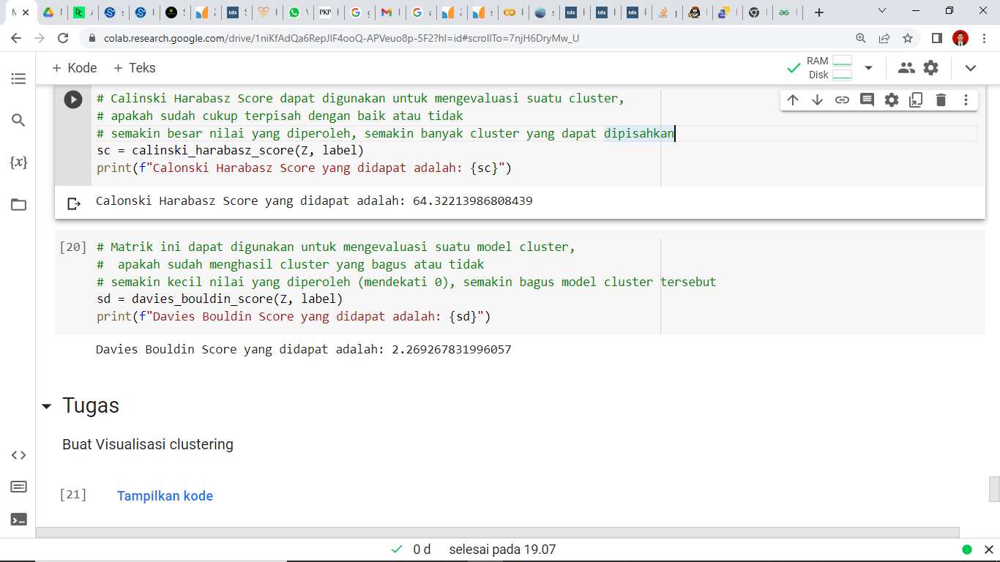 colab.research.google.com/drive/1niKfAdQa6RepJIF4ooQ-APVeuo8p-5F2?hl=id#scrollTo=7njH6DryMw_U
+ Kode + Teks
RAM
Disk
# Calinski Harabasz Score dapat digunakan untuk mengevaluasi suatu cluster,
# apakah sudah cukup terpisah dengan baik atau tidak
# semakin besar nilai yang diperoleh, semakin banyak cluster yang dapat dipisahkan
sc = calinski_harabasz_score(Z, label)
print(f"Calonski Harabasz Score yang didapat adalah: {sc}")
Calonski Harabasz Score yang didapat adalah: 64.32213986808439
[20] # Matrik ini dapat digunakan untuk mengevaluasi suatu model cluster,
#  apakah sudah menghasil cluster yang bagus atau tidak
# semakin kecil nilai yang diperoleh (mendekati 0), semakin bagus model cluster tersebut
sd = davies_bouldin_score(Z, label)
print(f"Davies Bouldin Score yang didapat adalah: {sd}")
Davies Bouldin Score yang didapat adalah: 2.269267831996057
Tugas
Buat Visualisasi clustering
[21] Tampilkan kode
0 d selesai pada 19.07